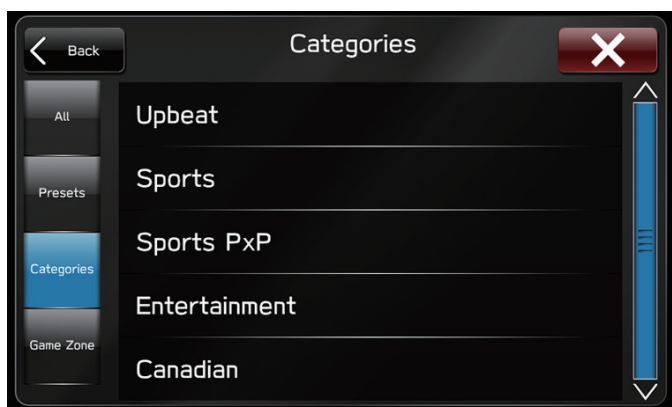 Back
Categories
All
Presets
Categories
Game Zone
Upbeat
Sports
Sports PxP
Entertainment
Canadian